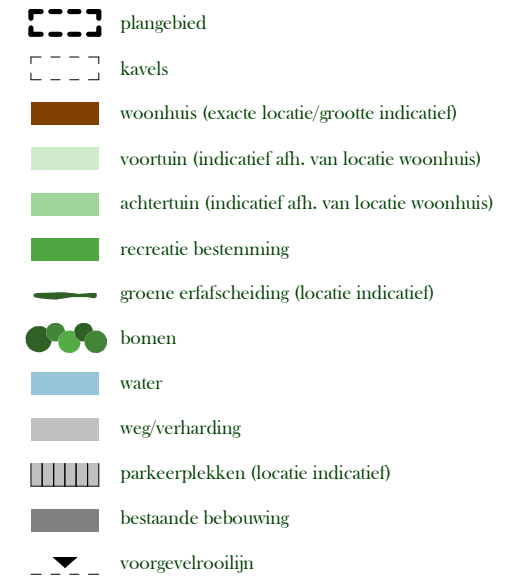 plangebied
kavels
woonhuis (exacte locatie/grootte indicatief)
voortuin (indicatief afh. van locatie woonhuis)
achtertuin (indicatief afh. van locatie woonhuis)
recreatie bestemming
groene erfafscheiding (locatie indicatief)
bomen
water
weg/verharding
parkeerplekken (locatie indicatief)
bestaande bebouwing
voorgevelrooilijn